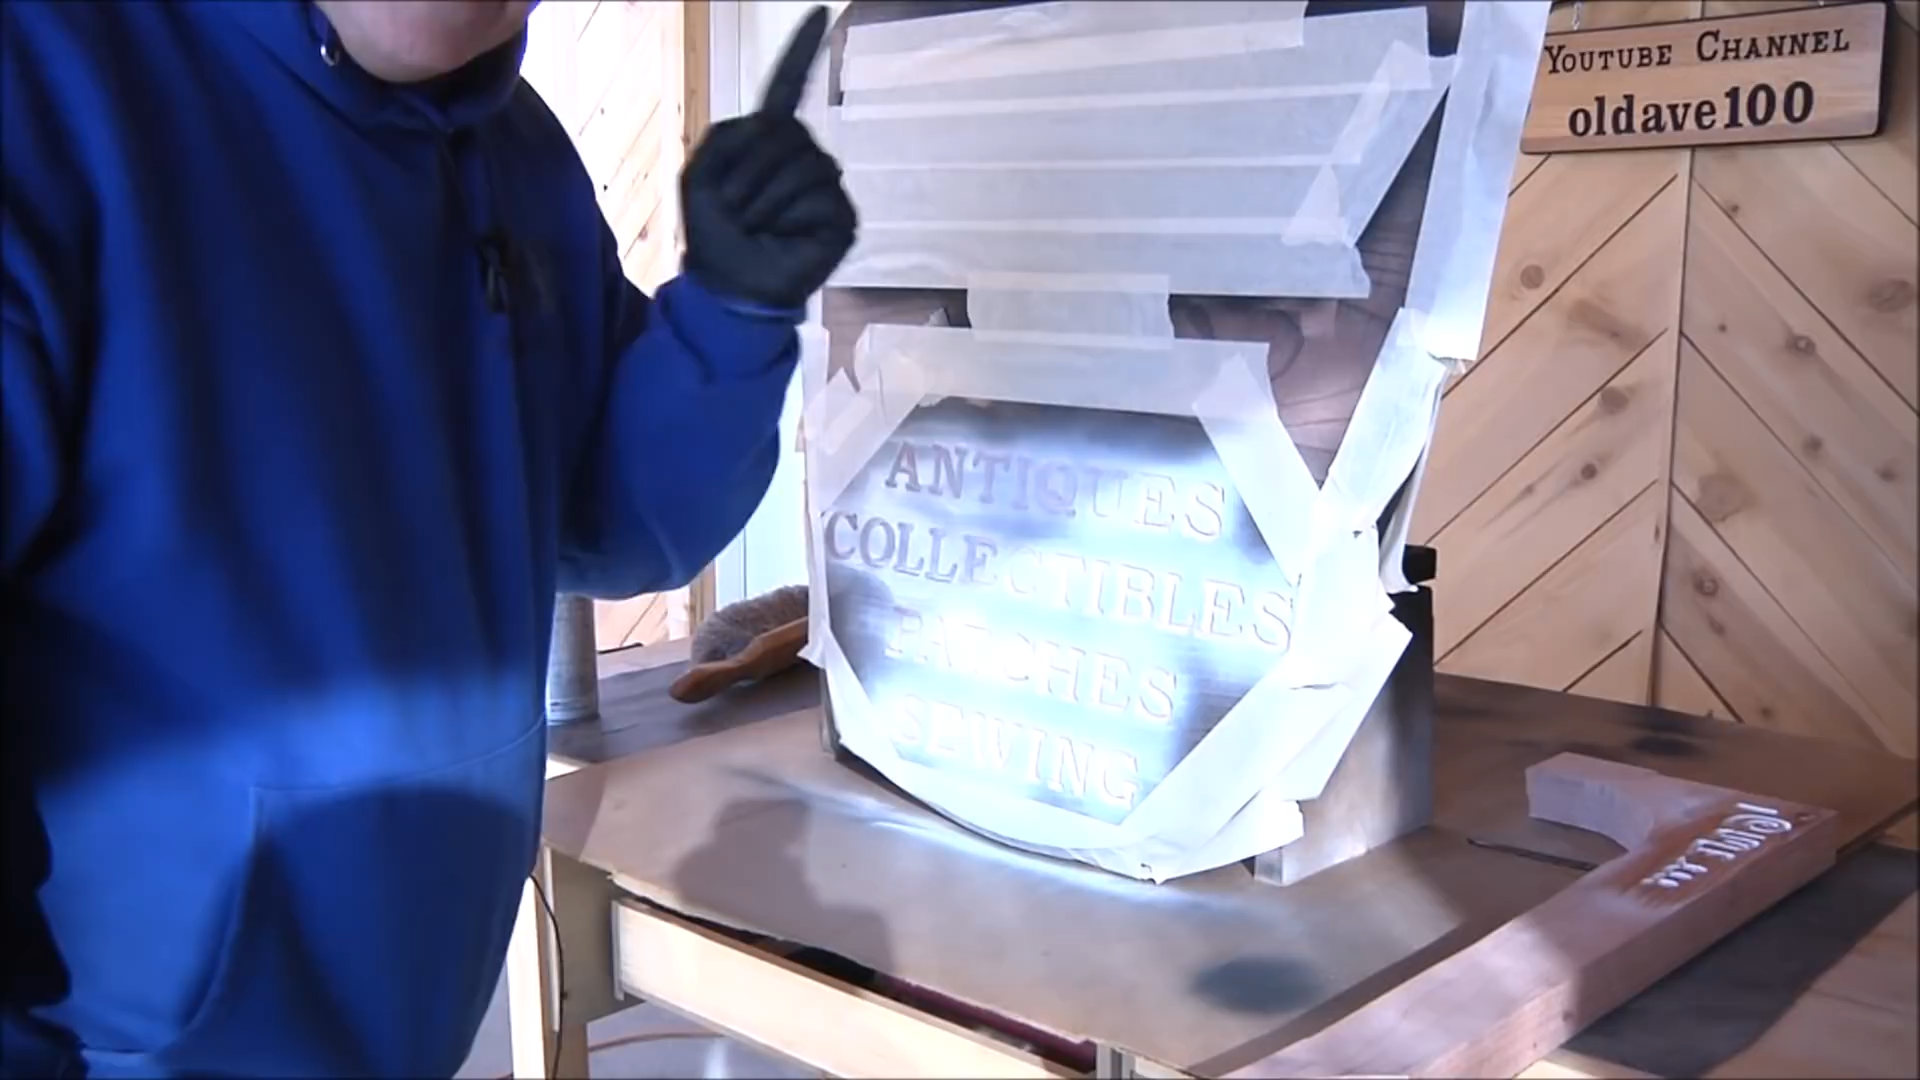 YOUTUBE CHANNEL
oldave100
ANTIQUES
COLLECTIBLES
PATCHES
SEWING